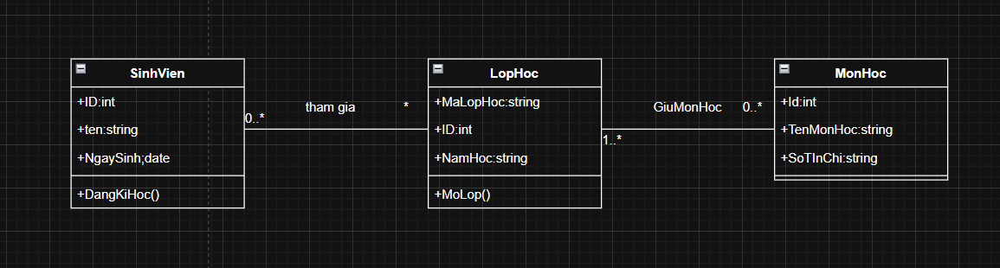 SinhVien
+ID:int
+ten:string
+NgaySinh;date
+DangKiHoc()
0..*
tham gia
*
LopHoc
+MaLopHoc:string
+ID:int
+NamHoc:string
+MoLop()
1..*
GiuMonHoc
0..*
MonHoc
+Id:int
+TenMonHoc:string
+SoTInChi:string